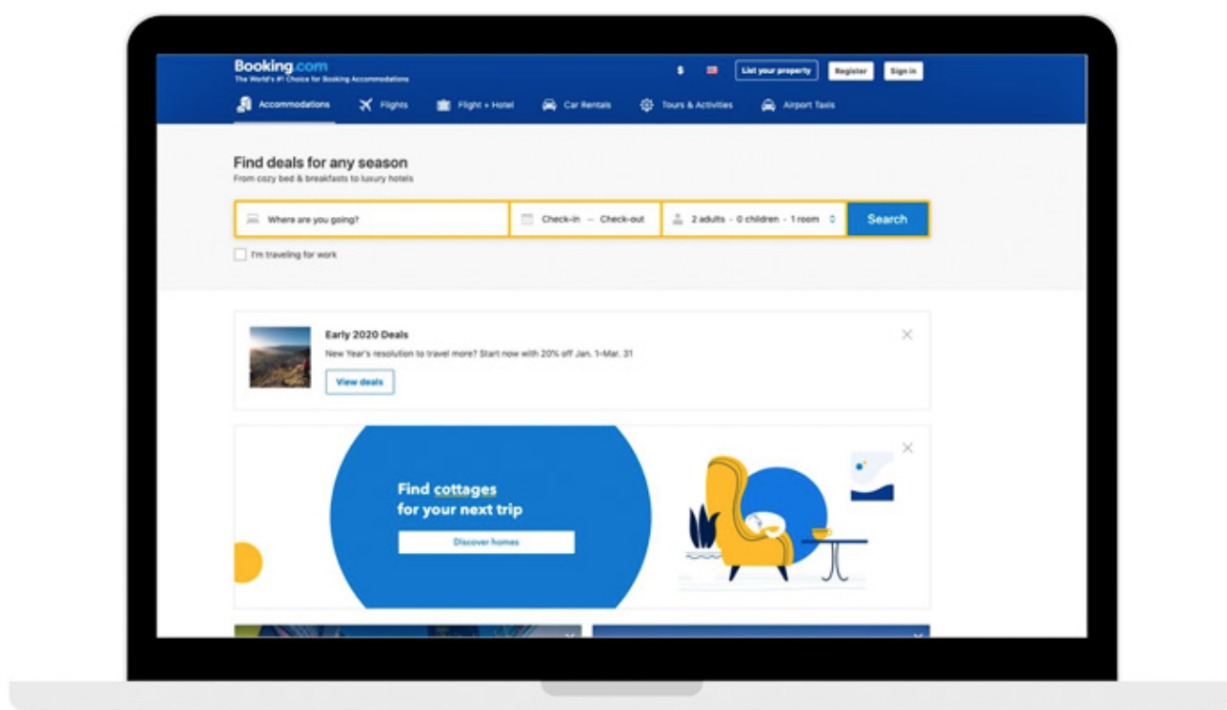 Booking.com
The World's #1 Choice for Booking Accommodations
$
List your property
Register
Sign in
Accommodations
Flights
Flight + Hotel
Car Rentals
Tours & Activities
Airport Taxis
Find deals for any season
From cozy bed & breakfasts to luxury hotels
Where are you going?
Check-in — Check-out
2 adults - 0 children - 1 room
Search
I'm traveling for work
Early 2020 Deals
New Year's resolution to travel more? Start now with 20% off Jan. 1-Mar. 31
View deals
Find cottages
for your next trip
Discover homes